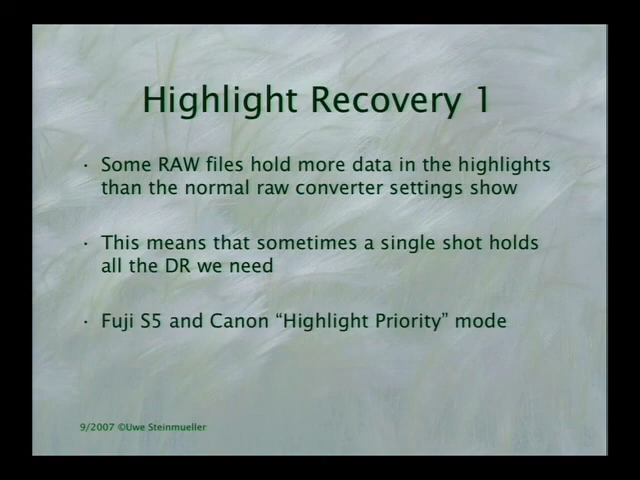 Highlight Recovery 1
· Some RAW files hold more data in the highlights
than the normal raw converter settings show
· This means that sometimes a single shot holds
all the DR we need
· Fuji S5 and Canon “Highlight Priority” mode
9/2007 ©Uwe Steinmueller